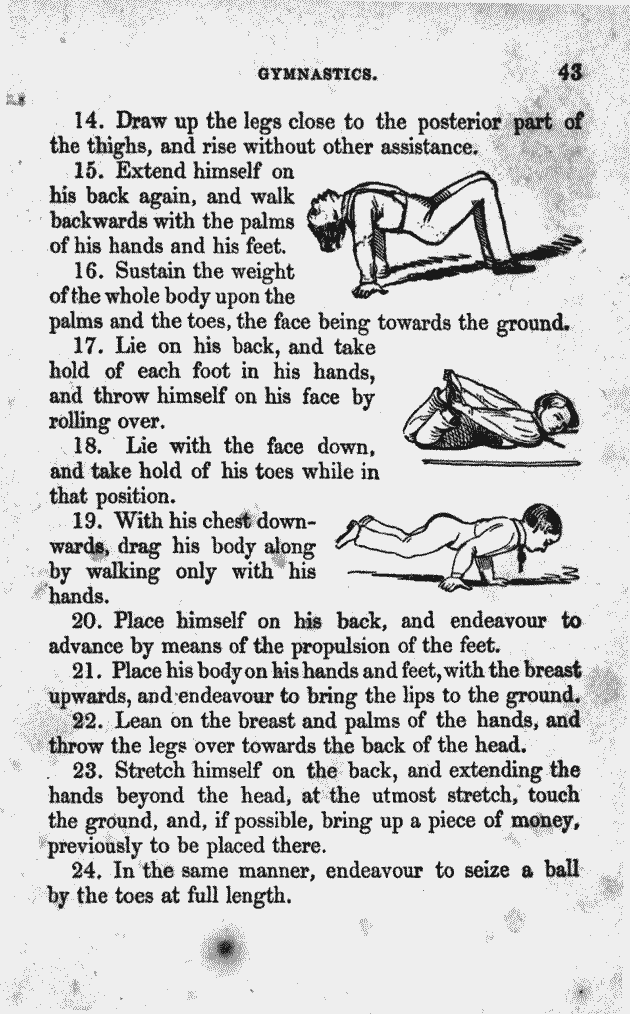 GYMNASTICS. 43
14. Draw up the legs close to the posterior part of
the thighs, and rise without other assistance.
15. Extend himself on
his back again, and walk
backwards with the palms
of his hands and his feet.
16. Sustain the weight
of the whole body upon the
palms and the toes, the face being towards the ground.
17. Lie on his back, and take
hold of each foot in his hands,
and throw himself on his face by
rolling over.
18. Lie with the face down,
and take hold of his toes while in
that position.
19. With his chest down-
wards, drag his body along
by walking only with his
hands.
20. Place himself on his back, and endeavour to
advance by means of the propulsion of the feet.
21. Place his body on his hands and feet, with the breast
upwards, and endeavour to bring the lips to the ground.
22. Lean on the breast and palms of the hands, and
throw the legs over towards the back of the head.
23. Stretch himself on the back, and extending the
hands beyond the head, at the utmost stretch, touch
the ground, and, if possible, bring up a piece of money,
previously to be placed there.
24. In the same manner, endeavour to seize a ball
by the toes at full length.